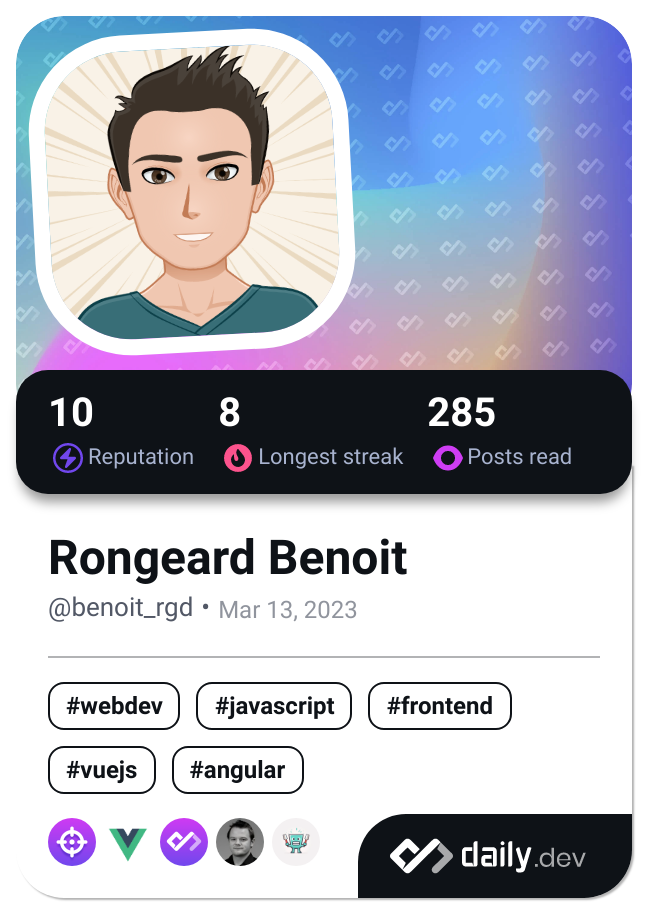 10 8 285
Reputation Longest streak Posts read
Rongeard Benoit
@benoit_rgd • Mar 13, 2023
#webdev #javascript #frontend
#vuejs #angular
daily.dev